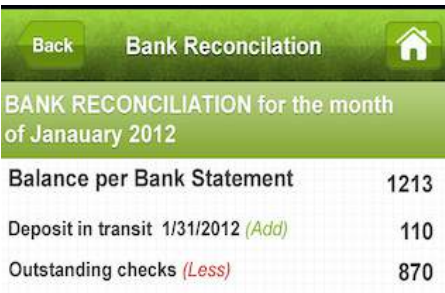 Back Bank Reconcilation
BANK RECONCILIATION for the month
of Janauary 2012
Balance per Bank Statement 1213
Deposit in transit 1/31/2012 (Add) 110
Outstanding checks (Less) 870